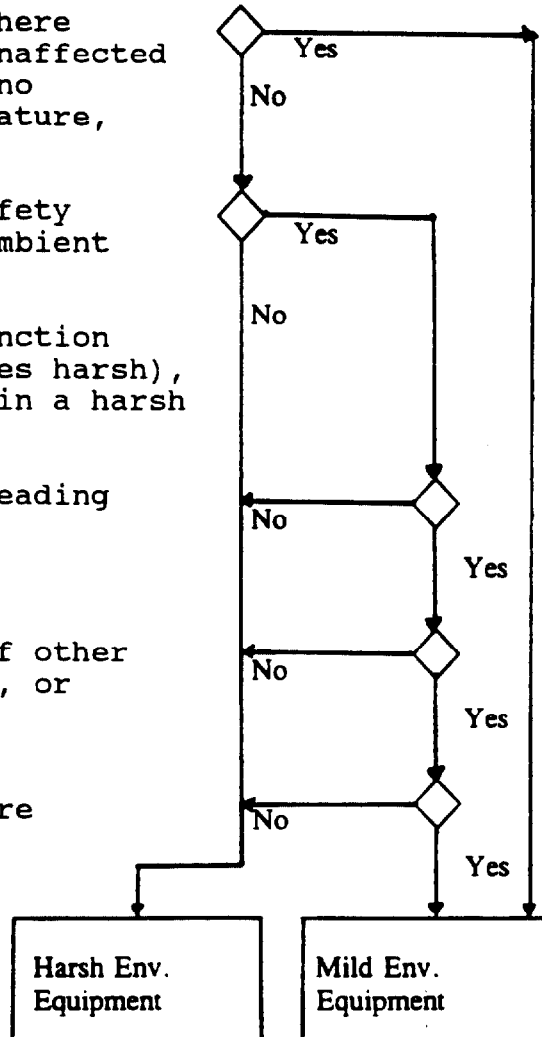 here
naffected
Yes
no
No
ature,
fety
mbient
Yes
No
nction
es harsh),
in a harsh
eading
No
Yes
f other
No
, or
Yes
re
No
Yes
Harsh Env.
Equipment
Mild Env.
Equipment